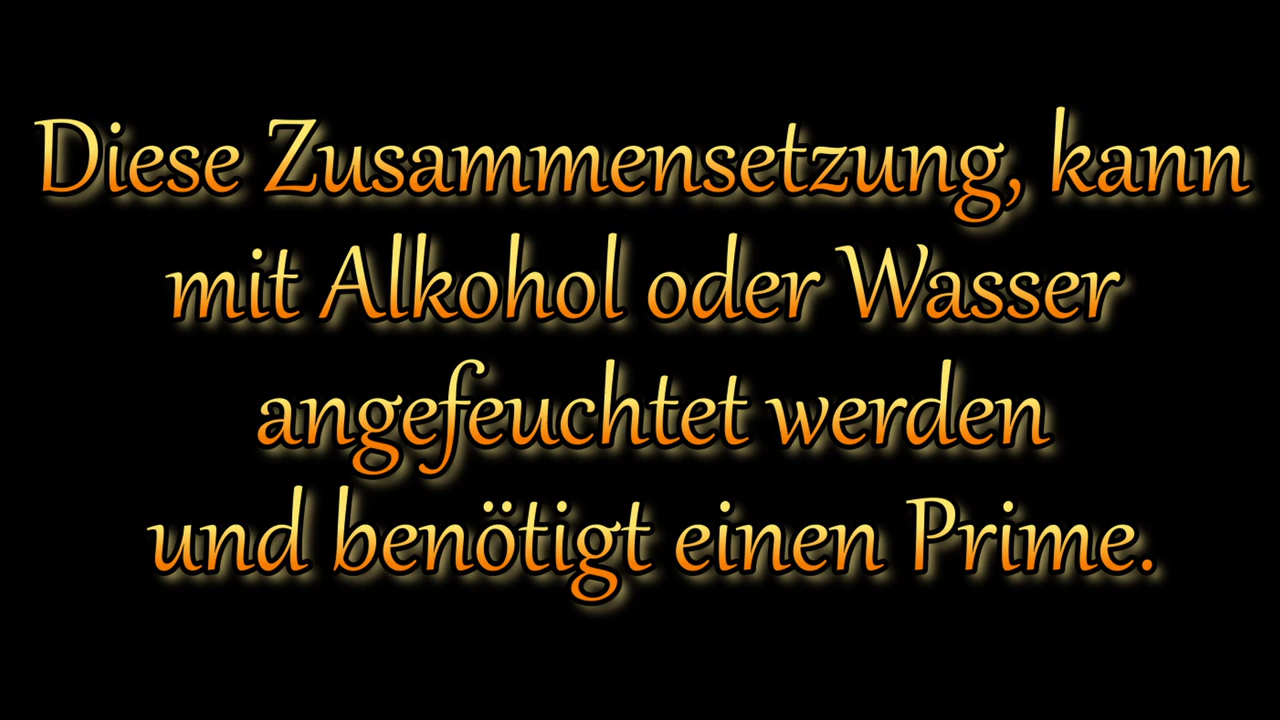 Diese Zusammensetzung, kann
mit Alkohol oder Wasser
angefeuchtet werden
und benötigt einen Prime.